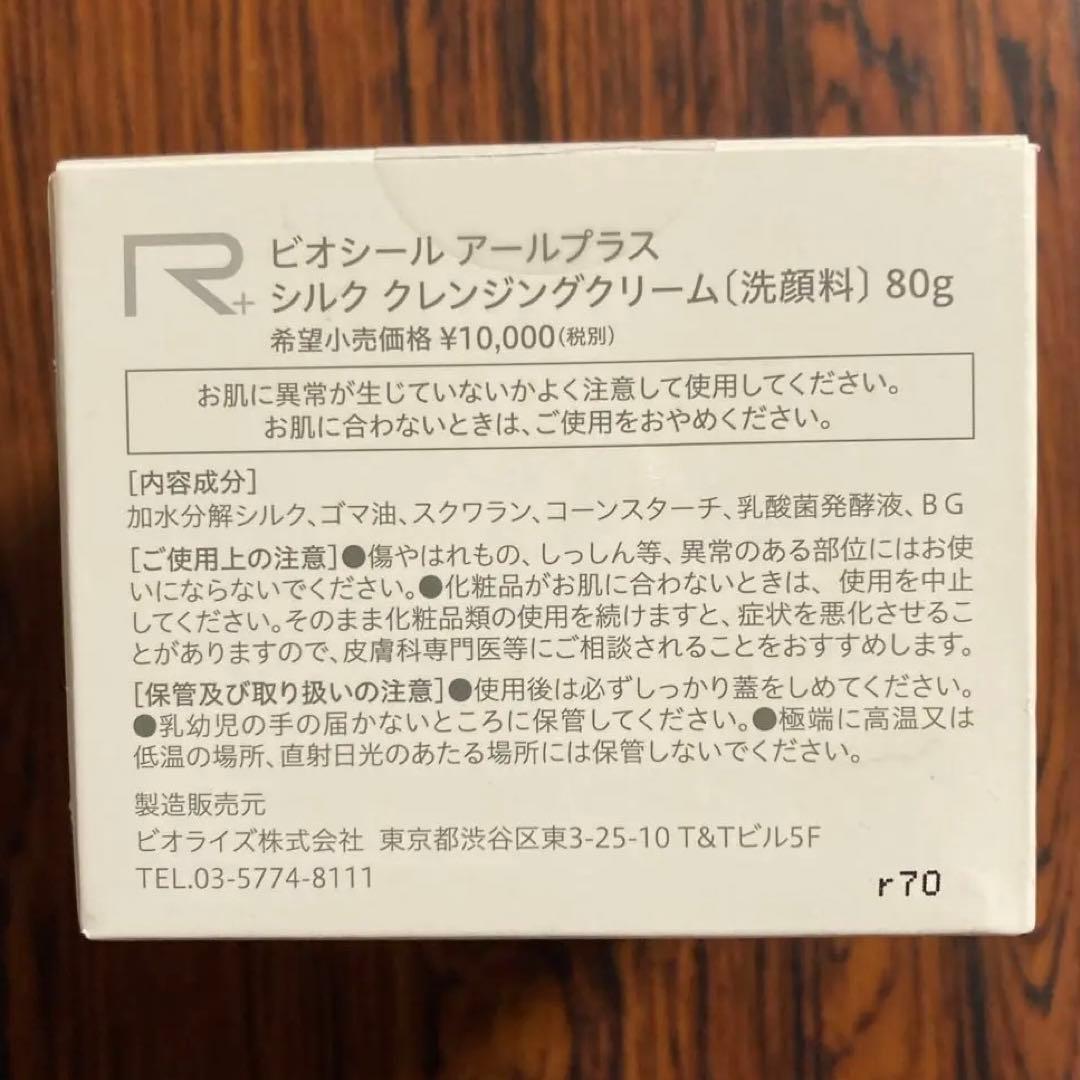 R+
ビオシール アールプラス
シルク クレンジングクリーム〔洗顔料〕 80g
希望小売価格 ¥10,000(税別)
お肌に異常が生じていないかよく注意して使用してください。
お肌に合わないときは、ご使用をおやめください。
[内容成分]
加水分解シルク、ゴマ油、スクワラン、コーンスターチ、乳酸菌発酵液、BG
[ご使用上の注意]●傷やはれもの、しっしん等、異常のある部位にはお使
いにならないでください。●化粧品がお肌に合わないときは、使用を中止
してください。そのまま化粧品類の使用を続けますと、症状を悪化させるこ
とがありますので、皮膚科専門医等にご相談されることをおすすめします。
[保管及び取り扱いの注意]●使用後は必ずしっかり蓋をしめてください。
●乳幼児の手の届かないところに保管してください。●極端に高温又は
低温の場所、直射日光のあたる場所には保管しないでください。
製造販売元
ビオライズ株式会社 東京都渋谷区東3-25-10 T&Tビル5F
TEL.03-5774-8111
r70